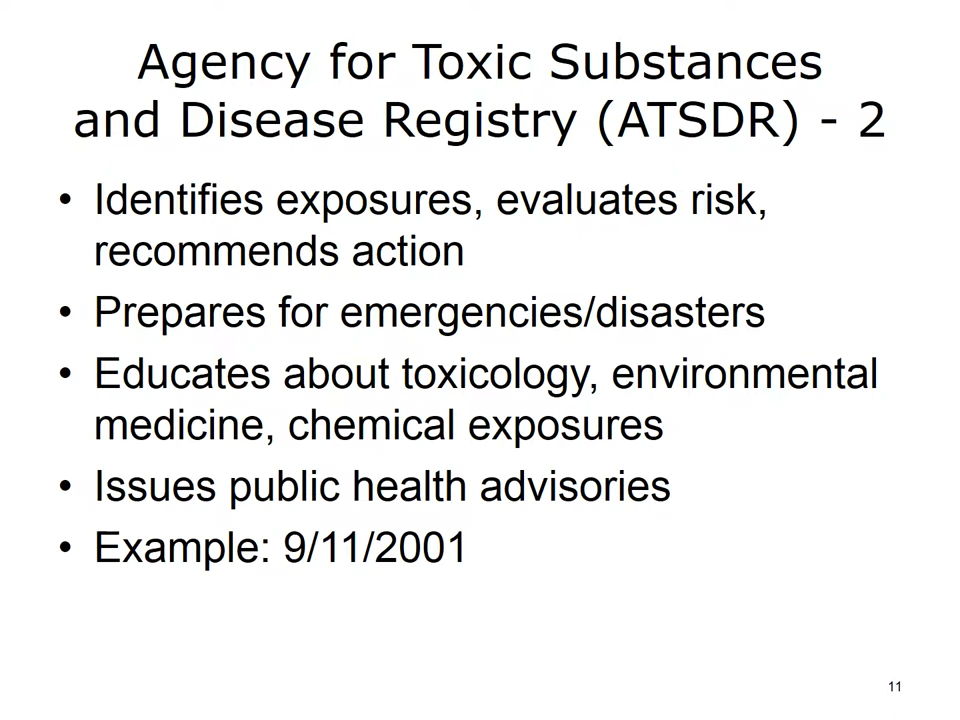 Agency for Toxic Substances
and Disease Registry (ATSDR) - 2
• Identifies exposures, evaluates risk,
recommends action
• Prepares for emergencies/disasters
• Educates about toxicology, environmental
medicine, chemical exposures
• Issues public health advisories
• Example: 9/11/2001
11